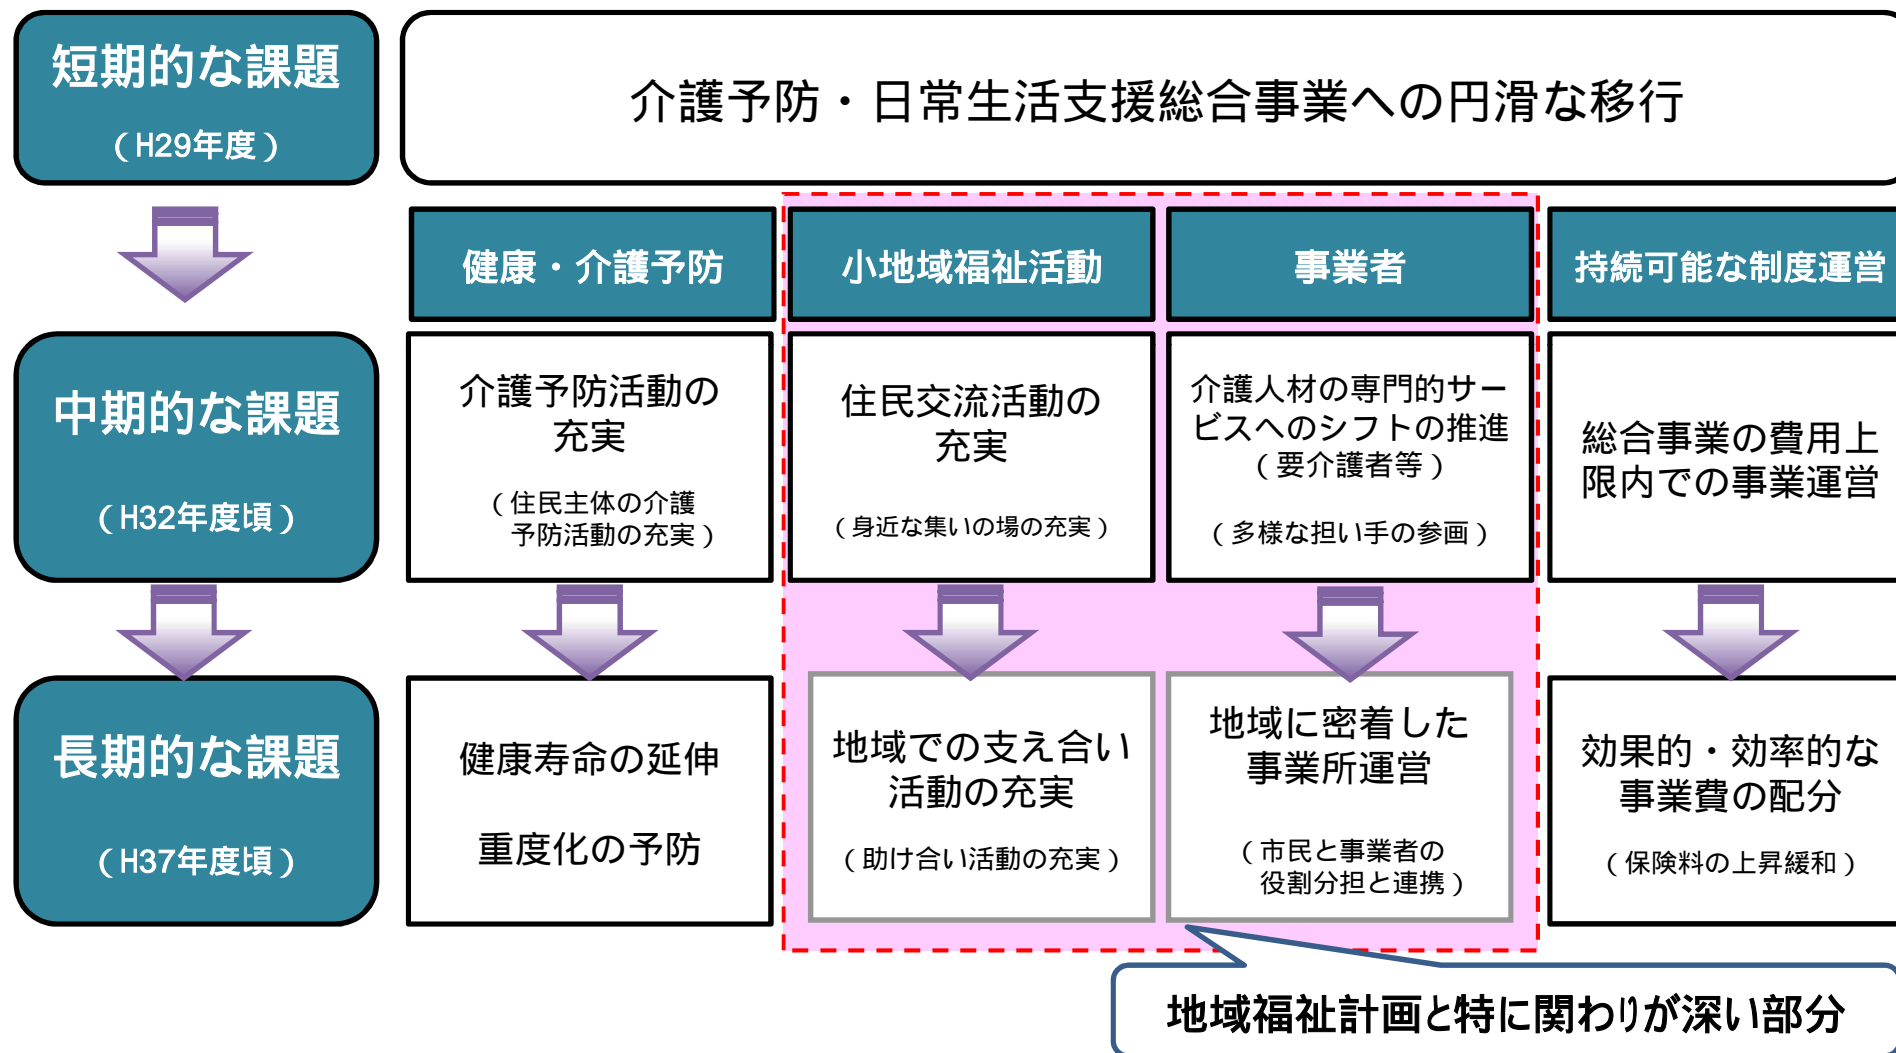 短期的な課題
（H29年度）
介護予防・日常生活支援総合事業への円滑な移行
健康・介護予防
小地域福祉活動
事業者
持続可能な制度運営
中期的な課題
（H32年度頃）
介護予防活動の
充実
（住民主体の介護
予防活動の充実）
住民交流活動の
充実
（身近な集いの場の充実）
介護人材の専門的サー
ビスへのシフトの推進
（要介護者等）
（多様な担い手の参画）
総合事業の費用上
限内での事業運営
長期的な課題
（H37年度頃）
健康寿命の延伸
重度化の予防
地域での支え合い
活動の充実
（助け合い活動の充実）
地域に密着した
事業所運営
（市民と事業者の
役割分担と連携）
効果的・効率的な
事業費の配分
（保険料の上昇緩和）
地域福祉計画と特に関わりが深い部分